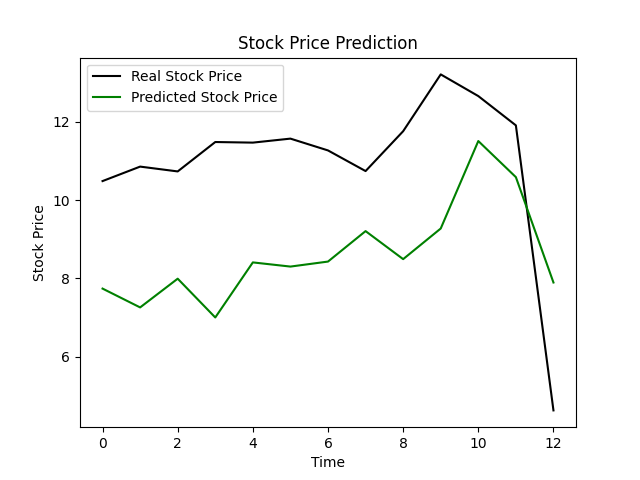 Stock Price Prediction
Real Stock Price
Predicted Stock Price
12
10
8
6
Stock Price
0 2 4 6 8 10 12
Time